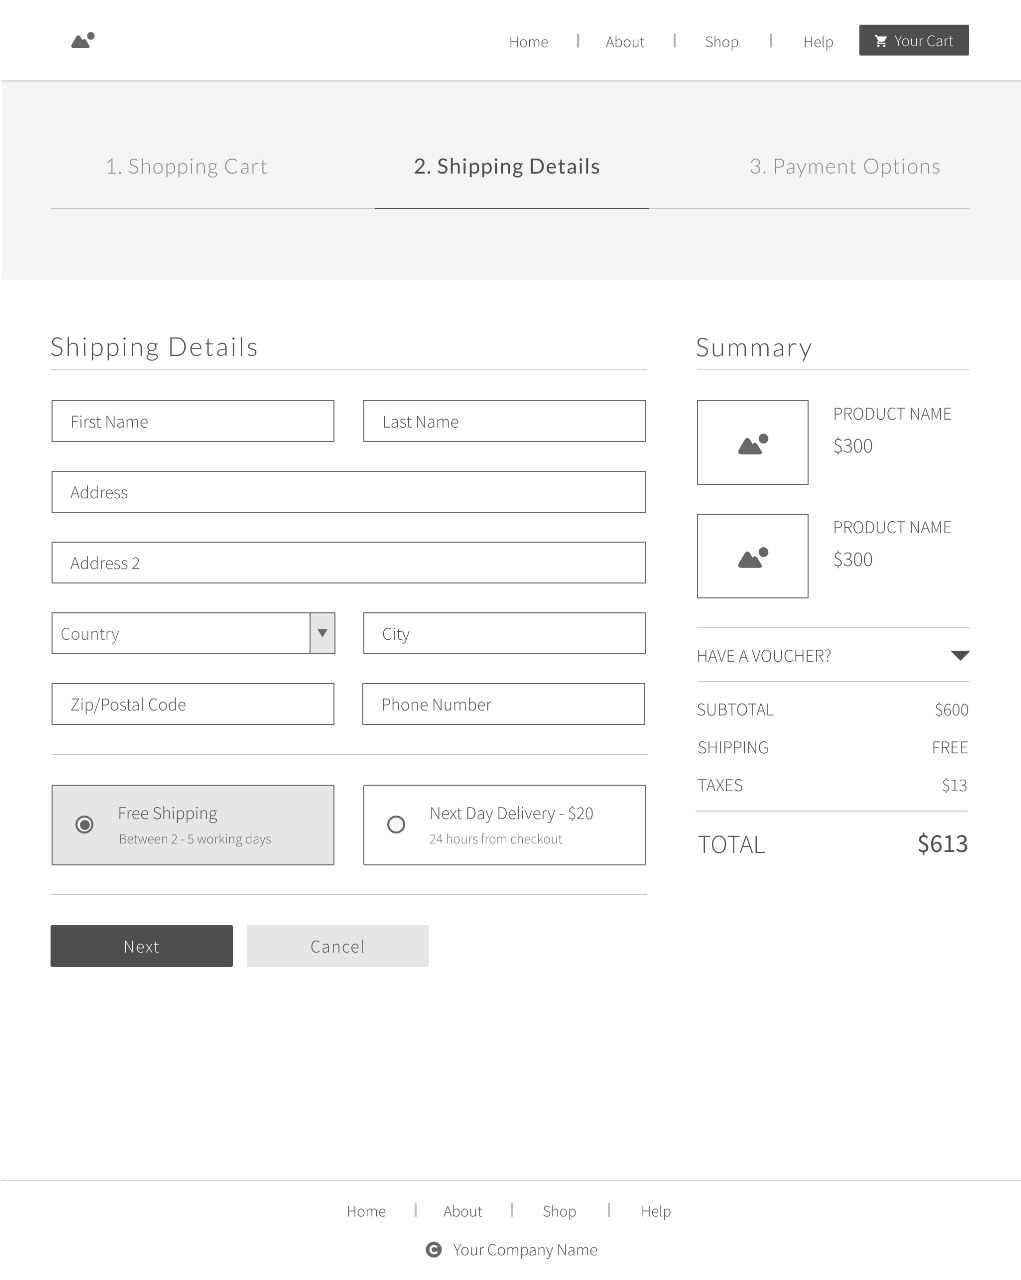 Home | About | Shop | Help Your Cart
1. Shopping Cart 2. Shipping Details 3. Payment Options
Shipping Details
First Name Last Name
Address
Address 2
Country City
Zip/Postal Code Phone Number
Free Shipping
Between 2 - 5 working days
Next Day Delivery - $20
24 hours from checkout
Next Cancel
Summary
PRODUCT NAME
$300
PRODUCT NAME
$300
HAVE A VOUCHER?
SUBTOTAL $600
SHIPPING FREE
TAXES $13
TOTAL $613
Home | About | Shop | Help
© Your Company Name